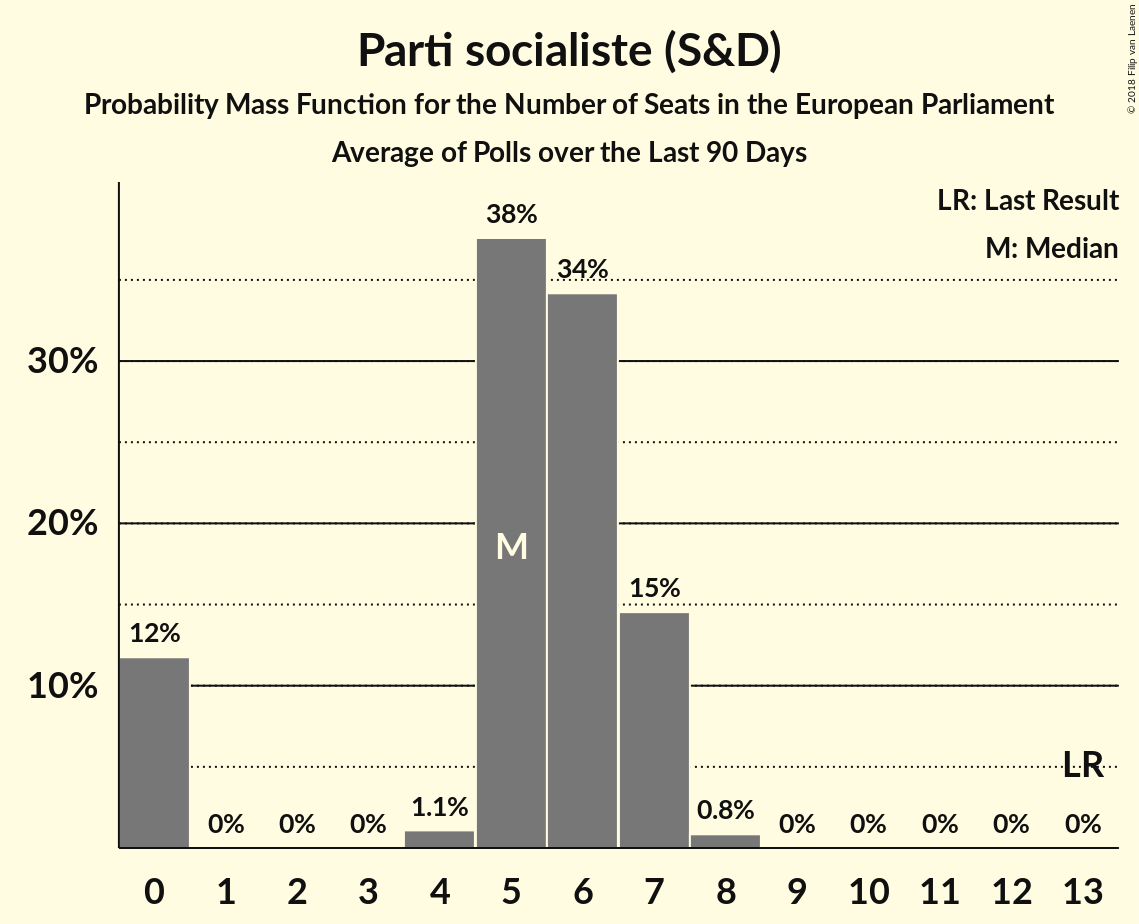 Parti socialiste (S&D)
Probability Mass Function for the Number of Seats in the European Parliament
Average of Polls over the Last 90 Days
© 2018 Filip van Laenen
LR: Last Result
M: Median
38%
34%
30%
20%
M
15%
12%
10%
LR
1.1%
0.8%
0% 0% 0% 0% 0% 0% 0% 0%
0 1 2 3 4 5 6 7 8 9 10 11 12 13